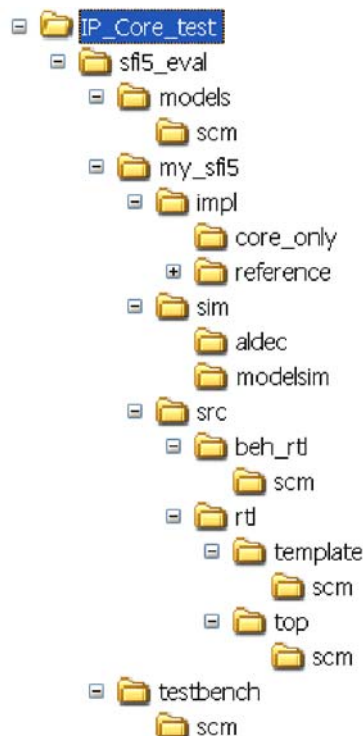 IP_Core_test
sfi5_eval
models
scm
my_sfi5
impl
core_only
reference
sim
aldec
modelsim
src
beh_rtl
scm
rtl
template
scm
top
scm
testbench
scm